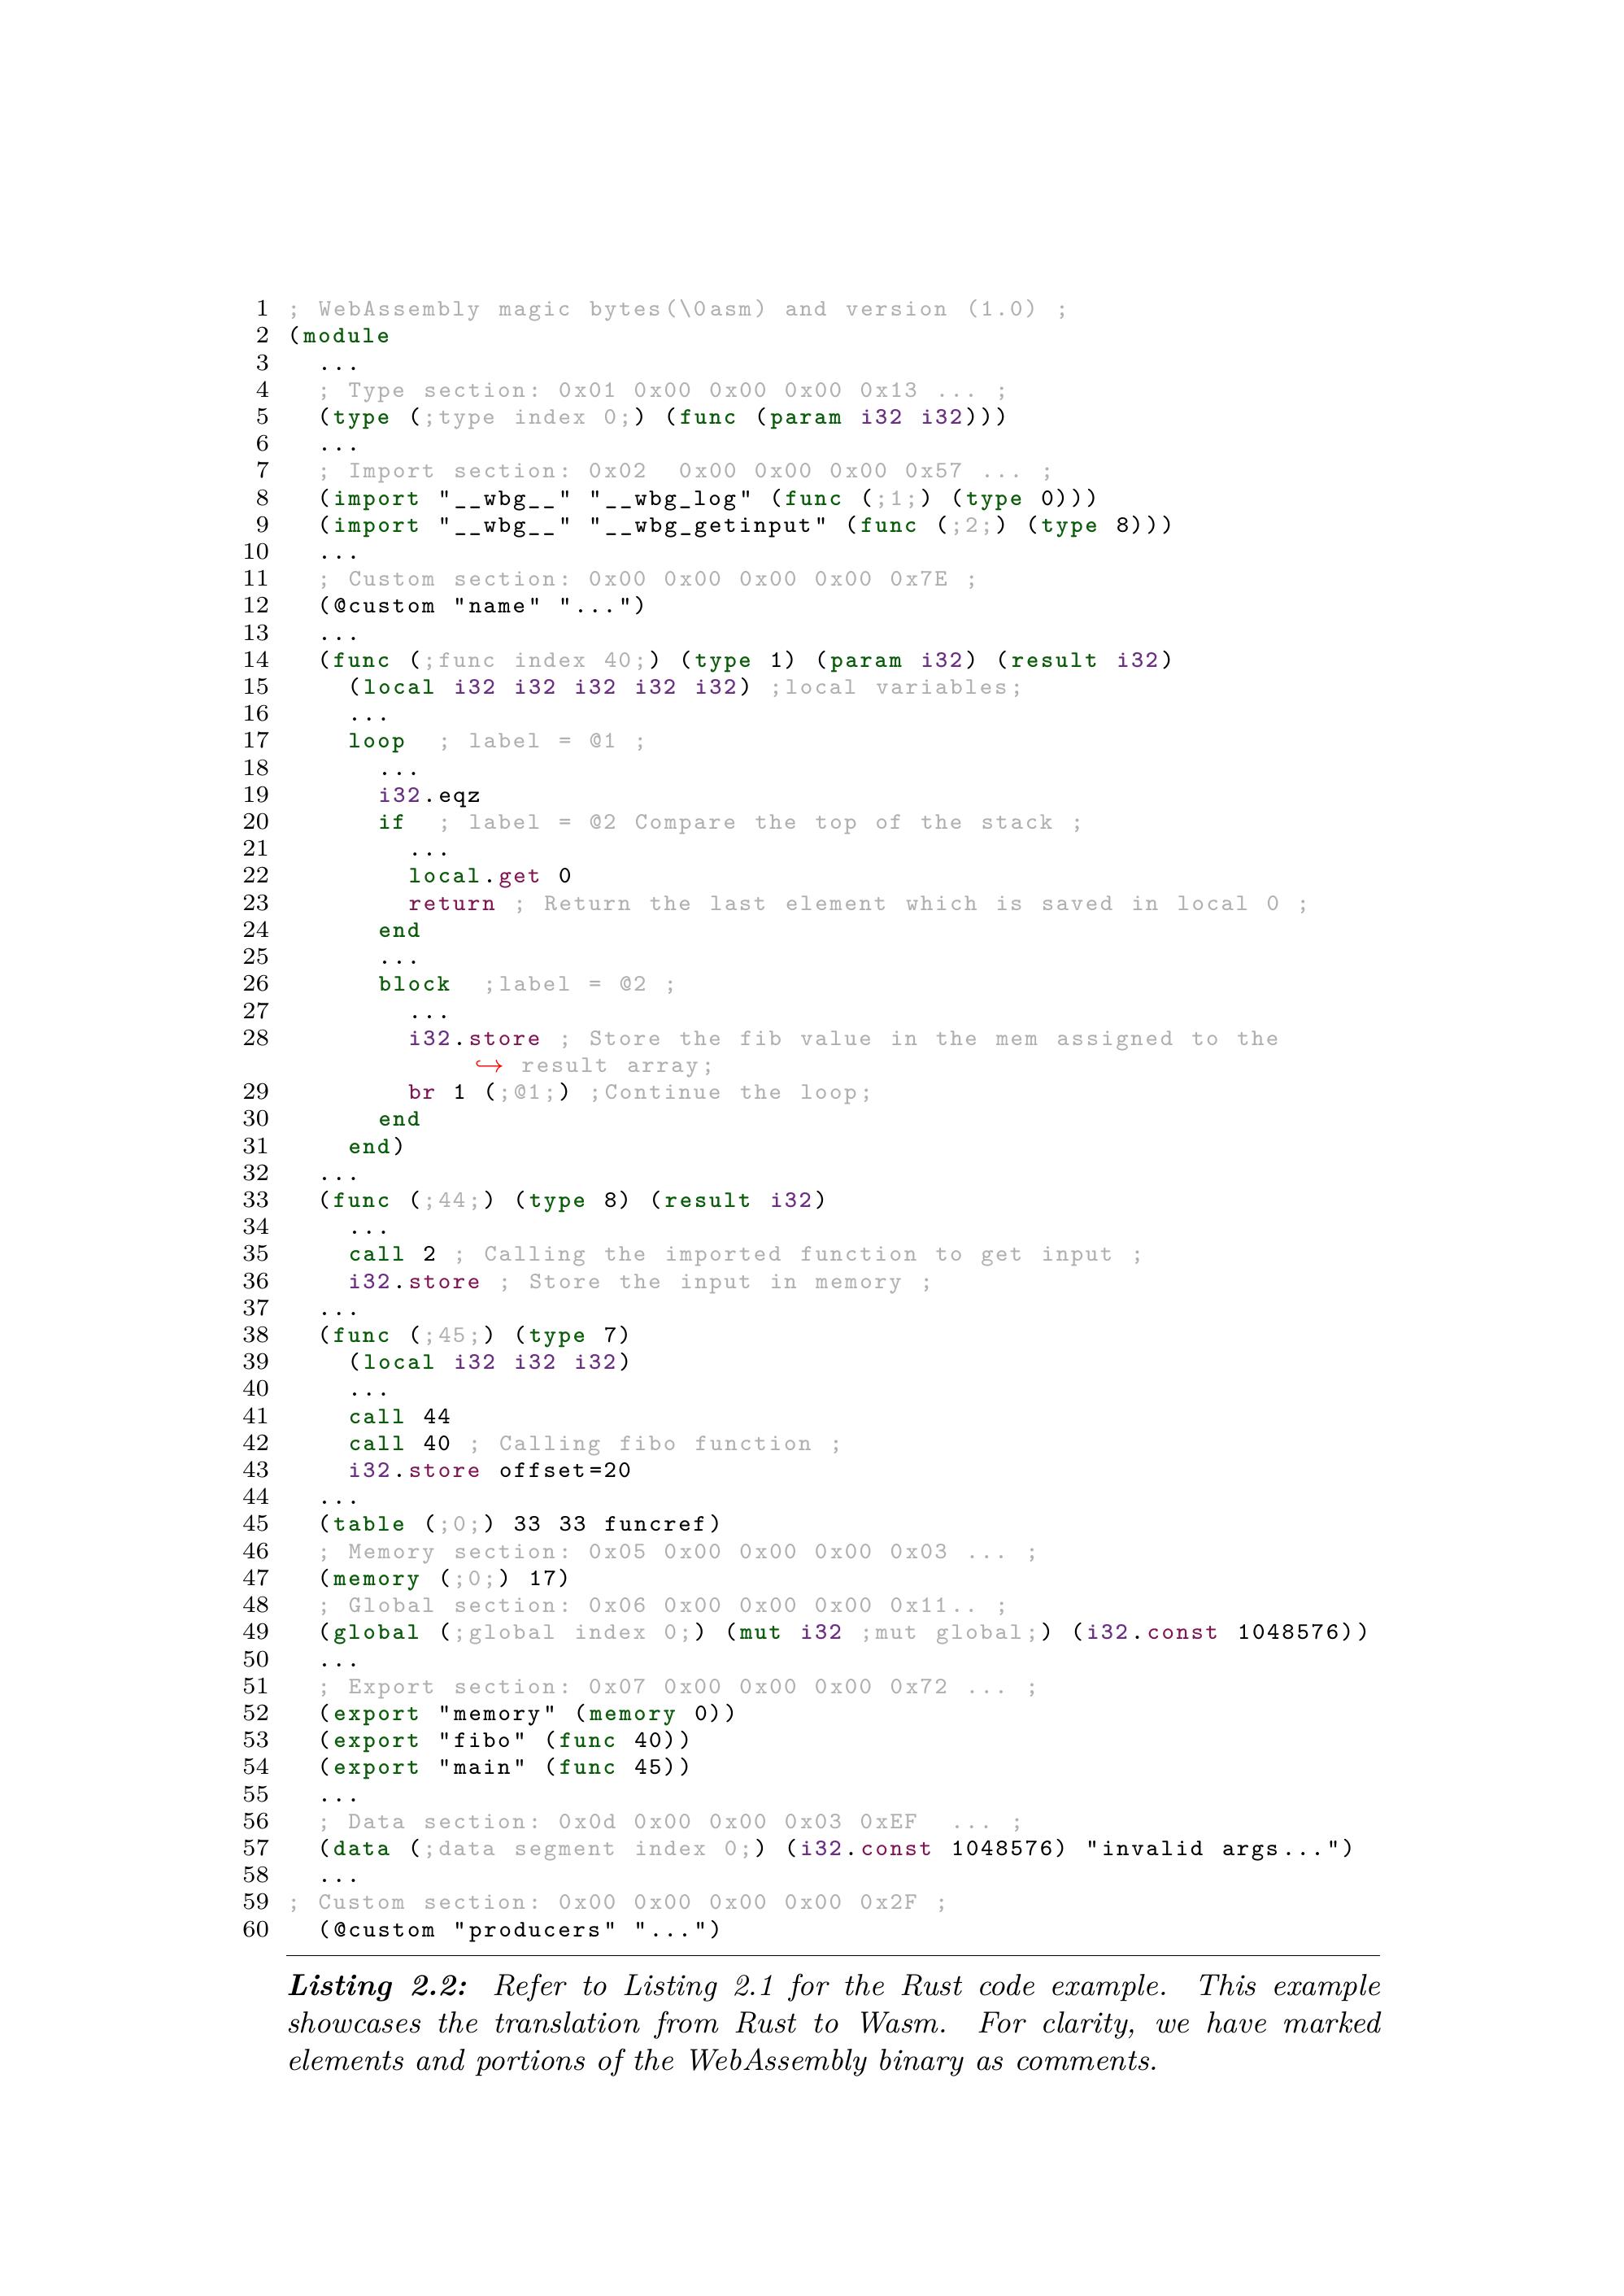 1 ; WebAssembly magic bytes(\0asm) and version (1.0) ;
2 (module
3   ...
4   ; Type section: 0x01 0x00 0x00 0x00 0x13 ... ;
5   (type (;type index 0;) (func (param i32 i32)))
6   ...
7   ; Import section: 0x02  0x00 0x00 0x00 0x57 ... ;
8   (import "__wbg__" "__wbg_log" (func (;1;) (type 0)))
9   (import "__wbg__" "__wbg_getinput" (func (;2;) (type 8)))
10   ...
11   ; Custom section: 0x00 0x00 0x00 0x00 0x7E ;
12   (@custom "name" "...")
13   ...
14   (func (;func index 40;) (type 1) (param i32) (result i32)
15     (local i32 i32 i32 i32 i32) ;local variables;
16     ...
17     loop  ; label = @1 ;
18       ...
19       i32.eqz
20       if  ; label = @2 Compare the top of the stack ;
21         ...
22         local.get 0
23         return ; Return the last element which is saved in local 0 ;
24       end
25       ...
26       block  ;label = @2 ;
27         ...
28         i32.store ; Store the fib value in the mem assigned to the
↪ result array;
29         br 1 (;@1;) ;Continue the loop;
30       end
31     end)
32   ...
33   (func (;44;) (type 8) (result i32)
34     ...
35     call 2 ; Calling the imported function to get input ;
36     i32.store ; Store the input in memory ;
37   ...
38   (func (;45;) (type 7)
39     (local i32 i32 i32)
40     ...
41     call 44
42     call 40 ; Calling fibo function ;
43     i32.store offset=20
44   ...
45   (table (;0;) 33 33 funcref)
46   ; Memory section: 0x05 0x00 0x00 0x00 0x03 ... ;
47   (memory (;0;) 17)
48   ; Global section: 0x06 0x00 0x00 0x00 0x11.. ;
49   (global (;global index 0;) (mut i32 ;mut global;) (i32.const 1048576))
50   ...
51   ; Export section: 0x07 0x00 0x00 0x00 0x72 ... ;
52   (export "memory" (memory 0))
53   (export "fibo" (func 40))
54   (export "main" (func 45))
55   ...
56   ; Data section: 0x0d 0x00 0x00 0x03 0xEF  ... ;
57   (data (;data segment index 0;) (i32.const 1048576) "invalid args...")
58   ...
59 ; Custom section: 0x00 0x00 0x00 0x00 0x2F ;
60   (@custom "producers" "...")
Listing 2.2: Refer to Listing 2.1 for the Rust code example. This example
showcases the translation from Rust to Wasm. For clarity, we have marked
elements and portions of the WebAssembly binary as comments.